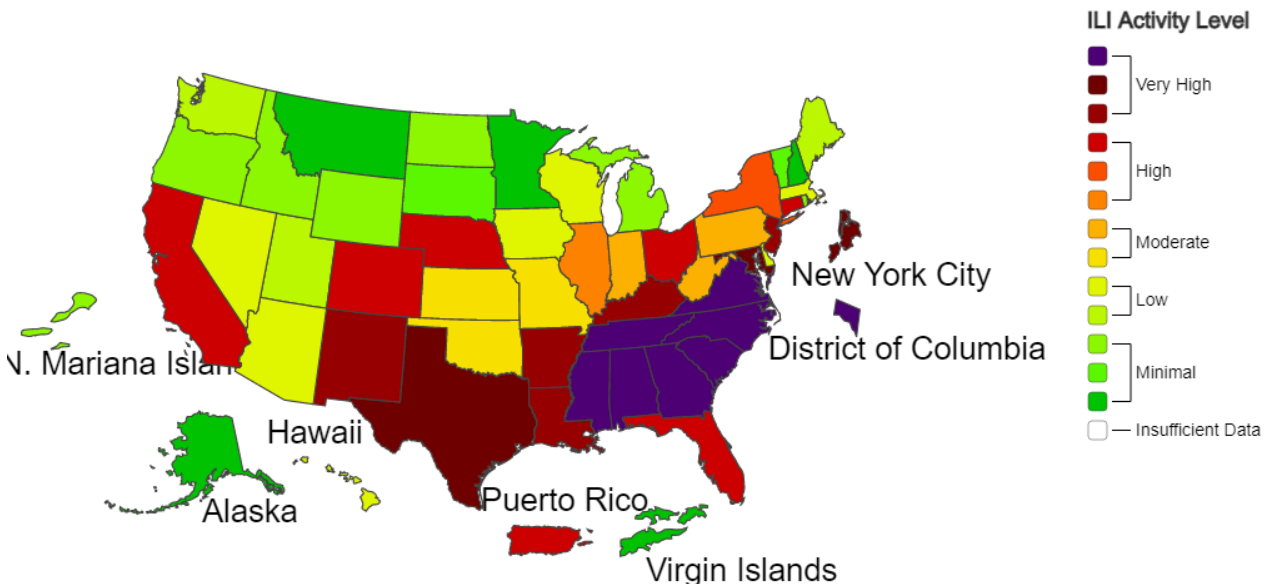 ILI Activity Level
Very High
High
Moderate
Low
Minimal
Insufficient Data
New York City
District of Columbia
N. Mariana Islan
Hawaii
Alaska
Puerto Rico
Virgin Islands